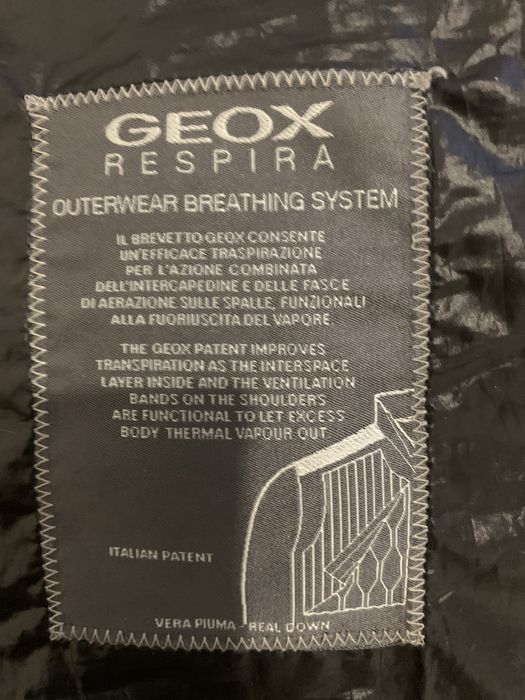 GEOX
RESPIRA
OUTERWEAR BREATHING SYSTEM
IL BREVETTO GEOX CONSENTE
UN'EFFICACE TRASPIRAZIONE
PER L'AZIONE COMBINATA
DELL'INTERCAPEDINE E DELLE FASCE
DI AERAZIONE SULLE SPALLE, FUNZIONALI
ALLA FUORIUSCITA DEL VAPORE.
THE GEOX PATENT IMPROVES
TRANSPIRATION AS THE INTERSPACE
LAYER INSIDE AND THE VENTILATION
BANDS ON THE SHOULDERS
ARE FUNCTIONAL TO LET EXCESS
BODY THERMAL VAPOUR OUT.
ITALIAN PATENT
VERA PIUMA - REAL DOWN